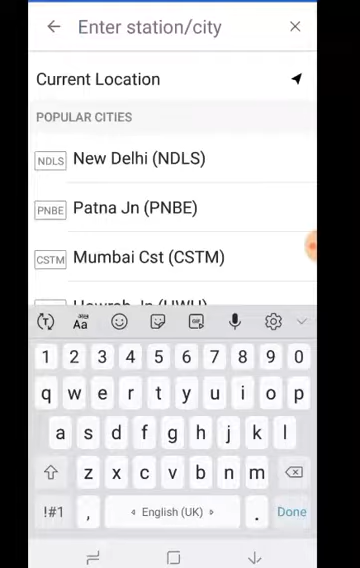 Enter station/city
Current Location
POPULAR CITIES
NDLS New Delhi (NDLS)
PNBE Patna Jn (PNBE)
CSTM Mumbai Cst (CSTM)
Aa
GIF
1 2 3 4 5 6 7 8 9 0
q w e r t y u i o p
a s d f g h j k l
z x c v b n m
!#1 , English (UK) . Done